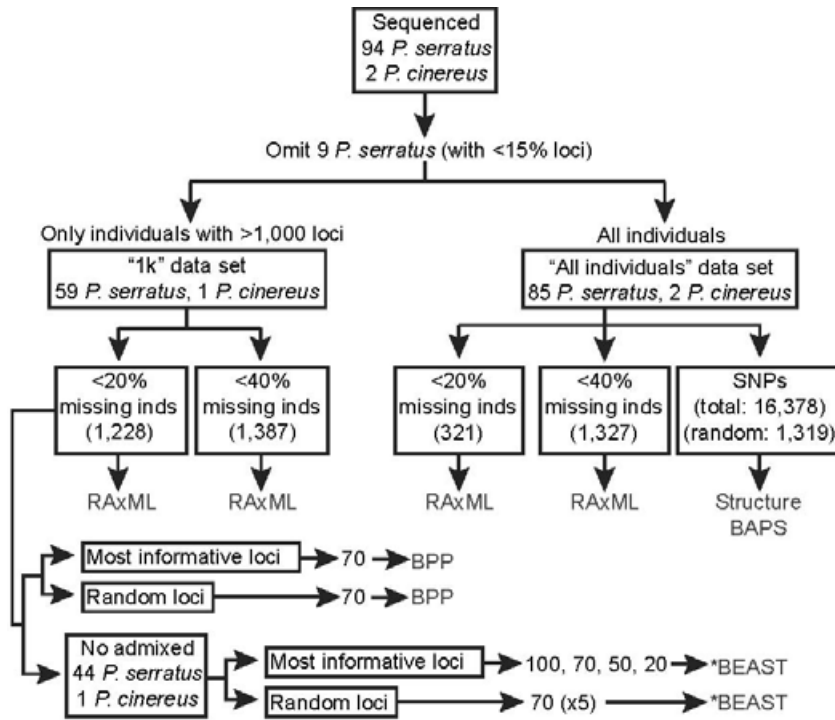 Sequenced
94 P. serratus
2 P. cinereus
Omit 9 P. serratus (with <15% loci)
Only individuals with >1,000 loci
"1k" data set
59 P. serratus, 1 P. cinereus
All individuals
"All individuals" data set
85 P. serratus, 2 P. cinereus
<20%
missing inds
(1,228)
<40%
missing inds
(1,387)
<20%
missing inds
(321)
<40%
missing inds
(1,327)
SNPs
(total: 16,378)
(random: 1,319)
RAxML
RAxML
RAxML
RAxML
Structure
BAPS
Most informative loci 70 BPP
Random loci 70 BPP
No admixed
44 P. serratus
1 P. cinereus
Most informative loci 100, 70, 50, 20 *BEAST
Random loci 70 (x5) *BEAST